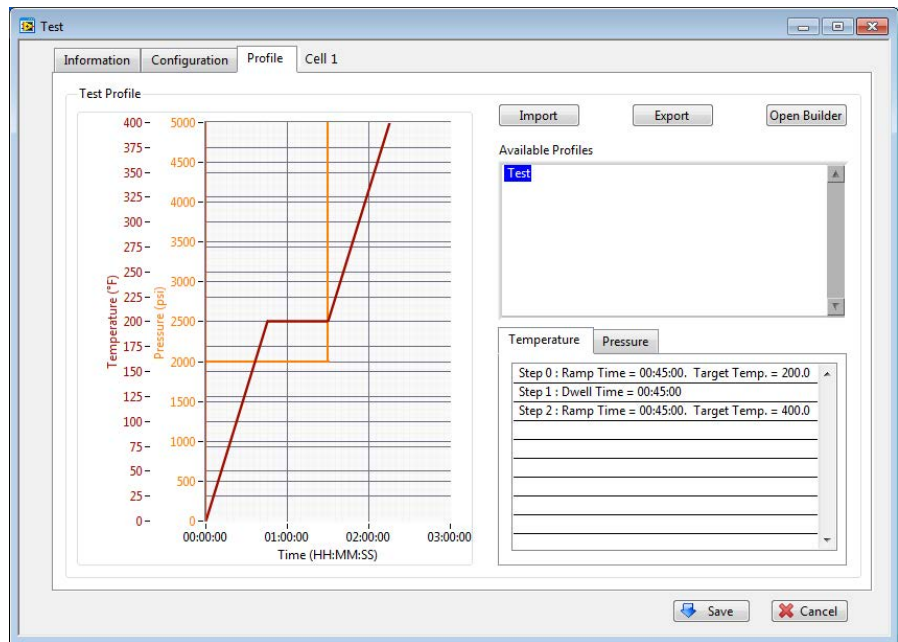 Test
Information Configuration Profile Cell 1
Test Profile
Import Export Open Builder
Available Profiles
Test
400 5000
375
350 4500
325 4000
300
275 3500
250 3000
225
200 2500
175
150 2000
125 1500
100
75 1000
50 500
25
0 0
Temperature (°F)
Pressure (psi)
00:00:00 01:00:00 02:00:00 03:00:00
Time (HH:MM:SS)
Temperature Pressure
Step 0 : Ramp Time = 00:45:00. Target Temp. = 200.0
Step 1 : Dwell Time = 00:45:00
Step 2 : Ramp Time = 00:45:00. Target Temp. = 400.0
Save Cancel